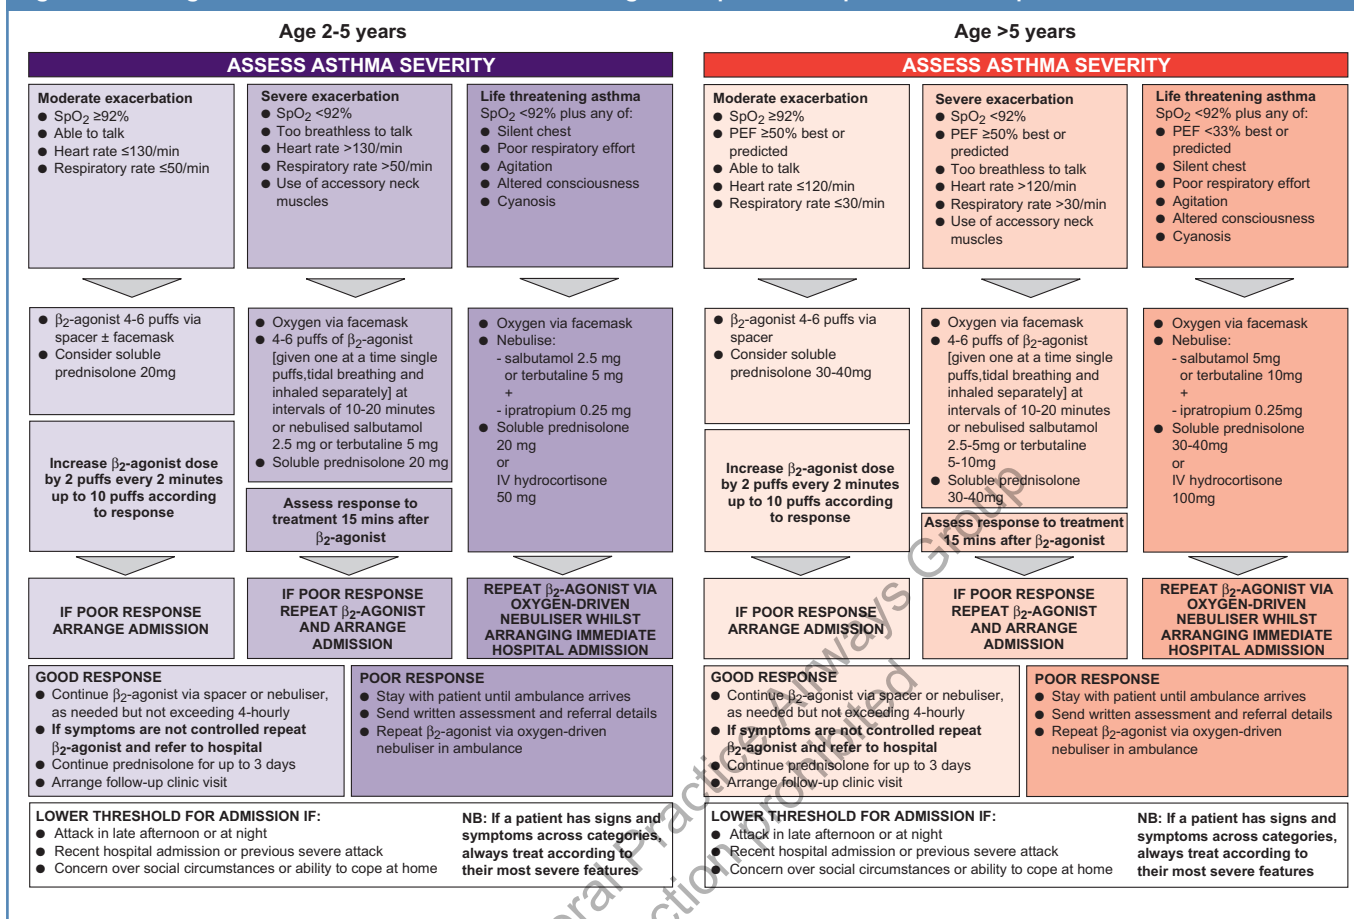 Age 2-5 years
ASSESS ASTHMA SEVERITY
Moderate exacerbation
● SpO2 ≥92%
● Able to talk
● Heart rate ≤130/min
● Respiratory rate ≤50/min
Severe exacerbation
● SpO2 <92%
● Too breathless to talk
● Heart rate >130/min
● Respiratory rate >50/min
● Use of accessory neck
muscles
Life threatening asthma
SpO2 <92% plus any of:
● Silent chest
● Poor respiratory effort
● Agitation
● Altered consciousness
● Cyanosis
● β2-agonist 4-6 puffs via
spacer ± facemask
● Consider soluble
prednisolone 20mg
Increase β2-agonist dose
by 2 puffs every 2 minutes
up to 10 puffs according
to response
● Oxygen via facemask
● 4-6 puffs of β2-agonist
[given one at a time single
puffs,tidal breathing and
inhaled separately] at
intervals of 10-20 minutes
or nebulised salbutamol
2.5 mg or terbutaline 5 mg
● Soluble prednisolone 20 mg
Assess response to
treatment 15 mins after
β2-agonist
● Oxygen via facemask
● Nebulise:
- salbutamol 2.5 mg
or terbutaline 5 mg
+
- ipratropium 0.25 mg
● Soluble prednisolone
20 mg
or
IV hydrocortisone
50 mg
IF POOR RESPONSE
ARRANGE ADMISSION
IF POOR RESPONSE
REPEAT β2-AGONIST
AND ARRANGE
ADMISSION
REPEAT β2-AGONIST VIA
OXYGEN-DRIVEN
NEBULISER WHILST
ARRANGING IMMEDIATE
HOSPITAL ADMISSION
GOOD RESPONSE
● Continue β2-agonist via spacer or nebuliser,
as needed but not exceeding 4-hourly
● If symptoms are not controlled repeat
β2-agonist and refer to hospital
● Continue prednisolone for up to 3 days
● Arrange follow-up clinic visit
POOR RESPONSE
● Stay with patient until ambulance arrives
● Send written assessment and referral details
● Repeat β2-agonist via oxygen-driven
nebuliser in ambulance
LOWER THRESHOLD FOR ADMISSION IF:
● Attack in late afternoon or at night
● Recent hospital admission or previous severe attack
● Concern over social circumstances or ability to cope at home
NB: If a patient has signs and
symptoms across categories,
always treat according to
their most severe features
Age >5 years
ASSESS ASTHMA SEVERITY
Moderate exacerbation
● SpO2 ≥92%
● PEF ≥50% best or
predicted
● Able to talk
● Heart rate ≤120/min
● Respiratory rate ≤30/min
Severe exacerbation
● SpO2 <92%
● PEF ≥50% best or
predicted
● Too breathless to talk
● Heart rate >120/min
● Respiratory rate >30/min
● Use of accessory neck
muscles
Life threatening asthma
SpO2 <92% plus any of:
● PEF <33% best or
predicted
● Silent chest
● Poor respiratory effort
● Agitation
● Altered consciousness
● Cyanosis
● β2-agonist 4-6 puffs via
spacer
● Consider soluble
prednisolone 30-40mg
Increase β2-agonist dose
by 2 puffs every 2 minutes
up to 10 puffs according
to response
● Oxygen via facemask
● 4-6 puffs of β2-agonist
[given one at a time single
puffs,tidal breathing and
inhaled separately] at
intervals of 10-20 minutes
or nebulised salbutamol
2.5-5mg or terbutaline
5-10mg
● Soluble prednisolone
30-40mg
Assess response to treatment
15 mins after β2-agonist
● Oxygen via facemask
● Nebulise:
- salbutamol 5mg
or terbutaline 10mg
+
- ipratropium 0.25mg
● Soluble prednisolone
30-40mg
or
IV hydrocortisone
100mg
IF POOR RESPONSE
ARRANGE ADMISSION
IF POOR RESPONSE
REPEAT β2-AGONIST
AND ARRANGE
ADMISSION
REPEAT β2-AGONIST VIA
OXYGEN-DRIVEN
NEBULISER WHILST
ARRANGING IMMEDIATE
HOSPITAL ADMISSION
GOOD RESPONSE
● Continue β2-agonist via spacer or nebuliser,
as needed but not exceeding 4-hourly
● If symptoms are not controlled repeat
β2-agonist and refer to hospital
● Continue prednisolone for up to 3 days
● Arrange follow-up clinic visit
POOR RESPONSE
● Stay with patient until ambulance arrives
● Send written assessment and referral details
● Repeat β2-agonist via oxygen-driven
nebuliser in ambulance
LOWER THRESHOLD FOR ADMISSION IF:
● Attack in late afternoon or at night
● Recent hospital admission or previous severe attack
● Concern over social circumstances or ability to cope at home
NB: If a patient has signs and
symptoms across categories,
always treat according to
their most severe features
Practice Airways Group
prohibited